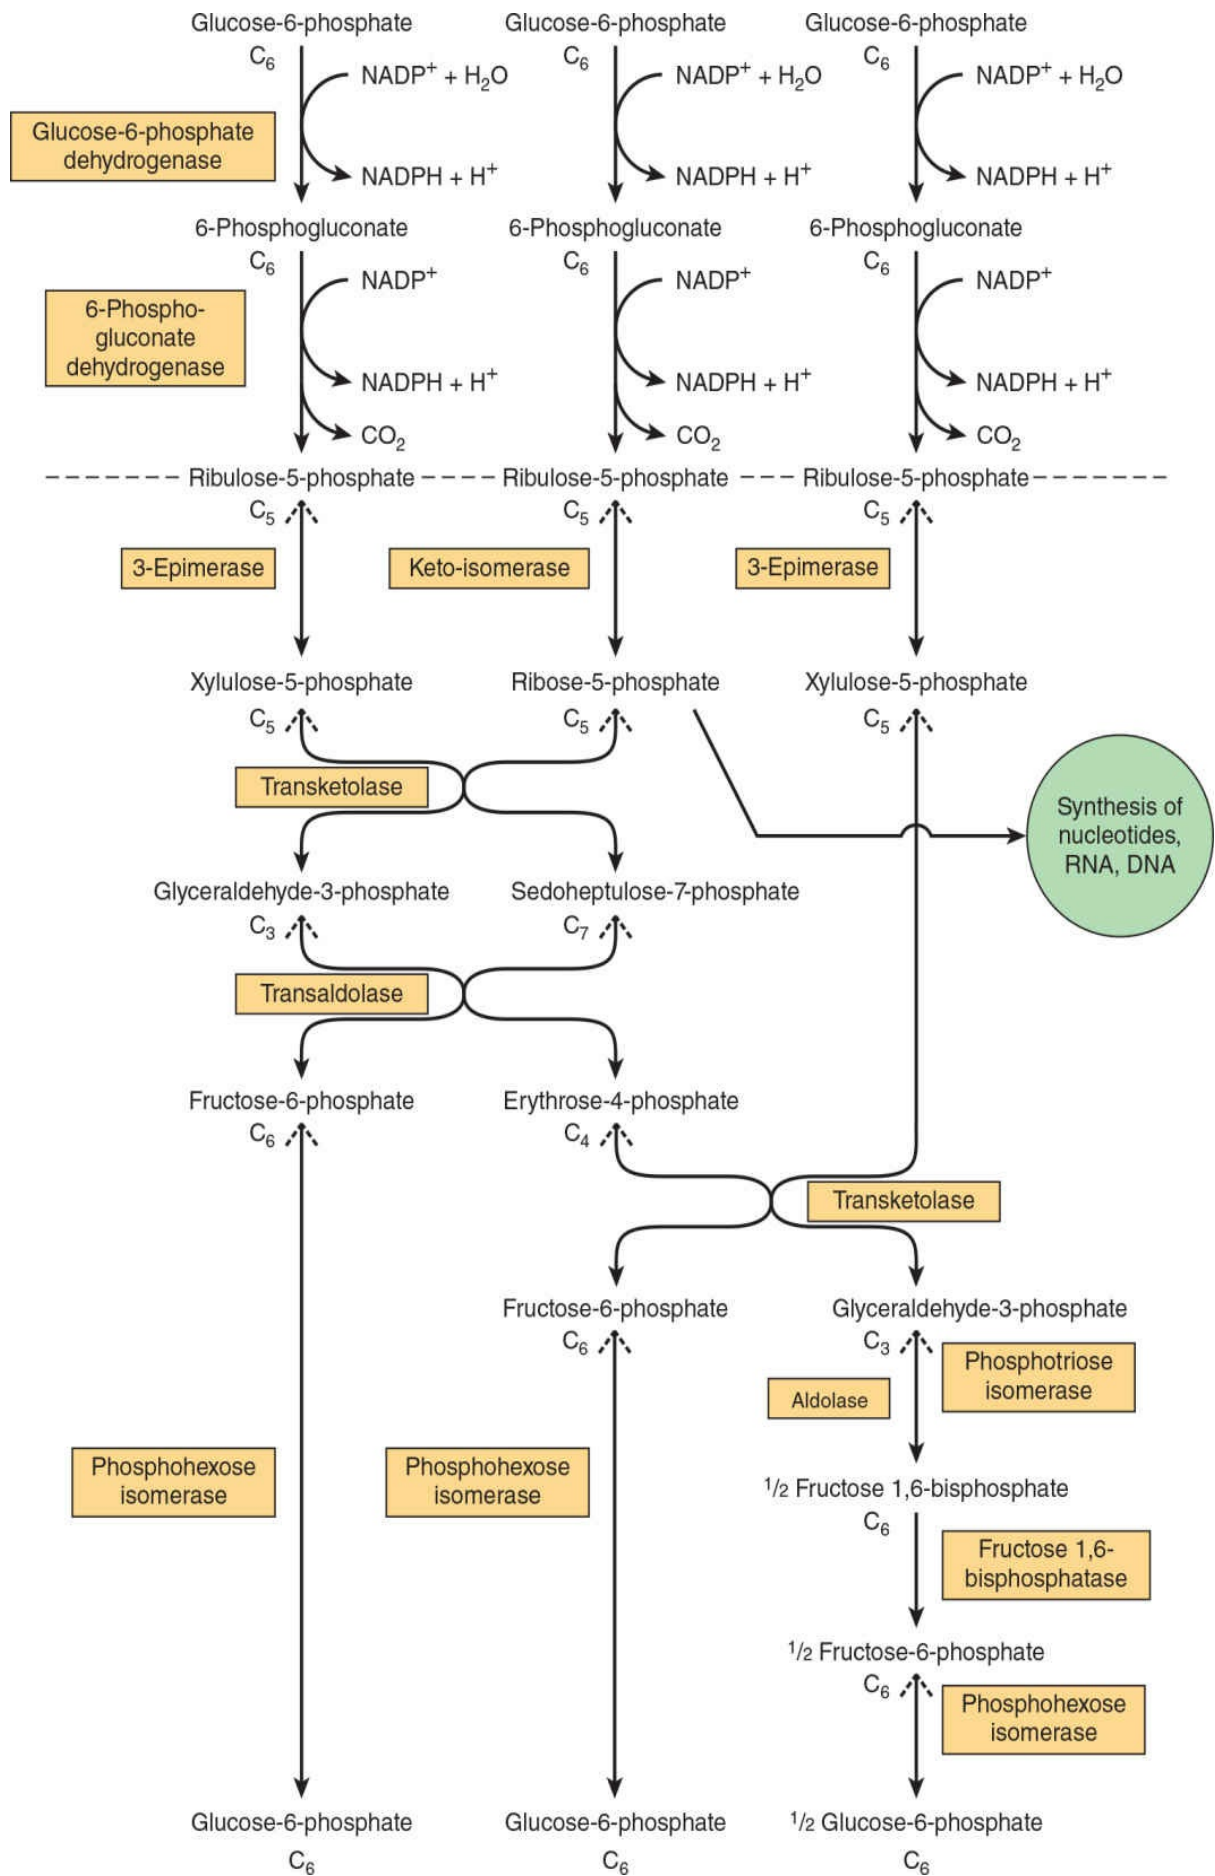 Glucose-6-phosphate Glucose-6-phosphate Glucose-6-phosphate
C₆ C₆ C₆
NADP⁺ + H₂O NADP⁺ + H₂O NADP⁺ + H₂O
Glucose-6-phosphate
dehydrogenase
NADPH + H⁺ NADPH + H⁺ NADPH + H⁺
6-Phosphogluconate 6-Phosphogluconate 6-Phosphogluconate
C₆ C₆ C₆
NADP⁺ NADP⁺ NADP⁺
6-Phospho-
gluconate
dehydrogenase
NADPH + H⁺ NADPH + H⁺ NADPH + H⁺
CO₂ CO₂ CO₂
Ribulose-5-phosphate Ribulose-5-phosphate Ribulose-5-phosphate
C₅ C₅ C₅
3-Epimerase Keto-isomerase 3-Epimerase
Xylulose-5-phosphate Ribose-5-phosphate Xylulose-5-phosphate
C₅ C₅ C₅
Transketolase
Synthesis of
nucleotides,
RNA, DNA
Glyceraldehyde-3-phosphate Sedoheptulose-7-phosphate
C₃ C₇
Transaldolase
Fructose-6-phosphate Erythrose-4-phosphate
C₆ C₄
Transketolase
Fructose-6-phosphate Glyceraldehyde-3-phosphate
C₆ C₃
Phosphotriose
isomerase
Aldolase
Phosphohexose
isomerase
Phosphohexose
isomerase
1/2 Fructose 1,6-bisphosphate
C₆
Fructose 1,6-
bisphosphatase
1/2 Fructose-6-phosphate
C₆
Phosphohexose
isomerase
Glucose-6-phosphate Glucose-6-phosphate 1/2 Glucose-6-phosphate
C₆ C₆ C₆